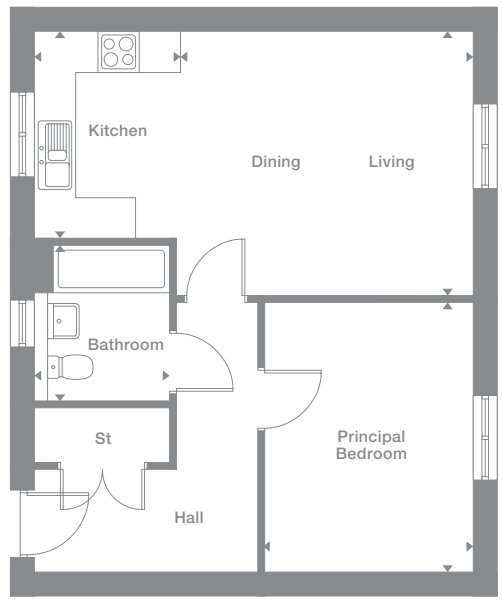 Kitchen
Dining
Living
Bathroom
St
Principal
Bedroom
Hall